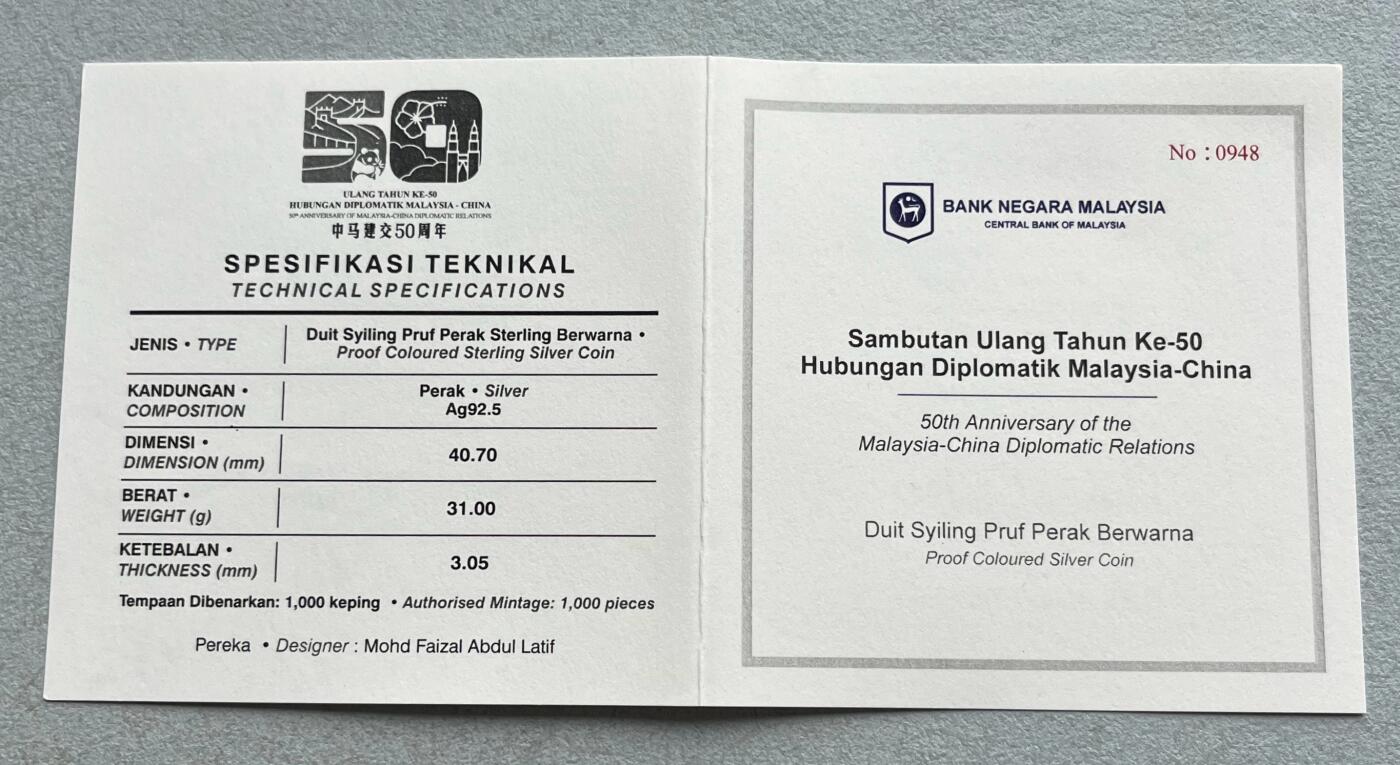 50
ULANG TAHUN KE-50
HUBUNGAN DIPLOMATIK MALAYSIA - CHINA
50th ANNIVERSARY OF MALAYSIA-CHINA DIPLOMATIC RELATIONS
中马建交50周年
SPESIFIKASI TEKNIKAL
TECHNICAL SPECIFICATIONS
JENIS • TYPE
Duit Syiling Pruf Perak Sterling Berwarna •
Proof Coloured Sterling Silver Coin
KANDUNGAN •
COMPOSITION
Perak • Silver
Ag92.5
DIMENSI •
DIMENSION (mm)
40.70
BERAT •
WEIGHT (g)
31.00
KETEBALAN •
THICKNESS (mm)
3.05
Tempaan Dibenarkan: 1,000 keping • Authorised Mintage: 1,000 pieces
Pereka • Designer : Mohd Faizal Abdul Latif
No : 0948
BANK NEGARA MALAYSIA
CENTRAL BANK OF MALAYSIA
Sambutan Ulang Tahun Ke-50
Hubungan Diplomatik Malaysia-China
50th Anniversary of the
Malaysia-China Diplomatic Relations
Duit Syiling Pruf Perak Berwarna
Proof Coloured Silver Coin